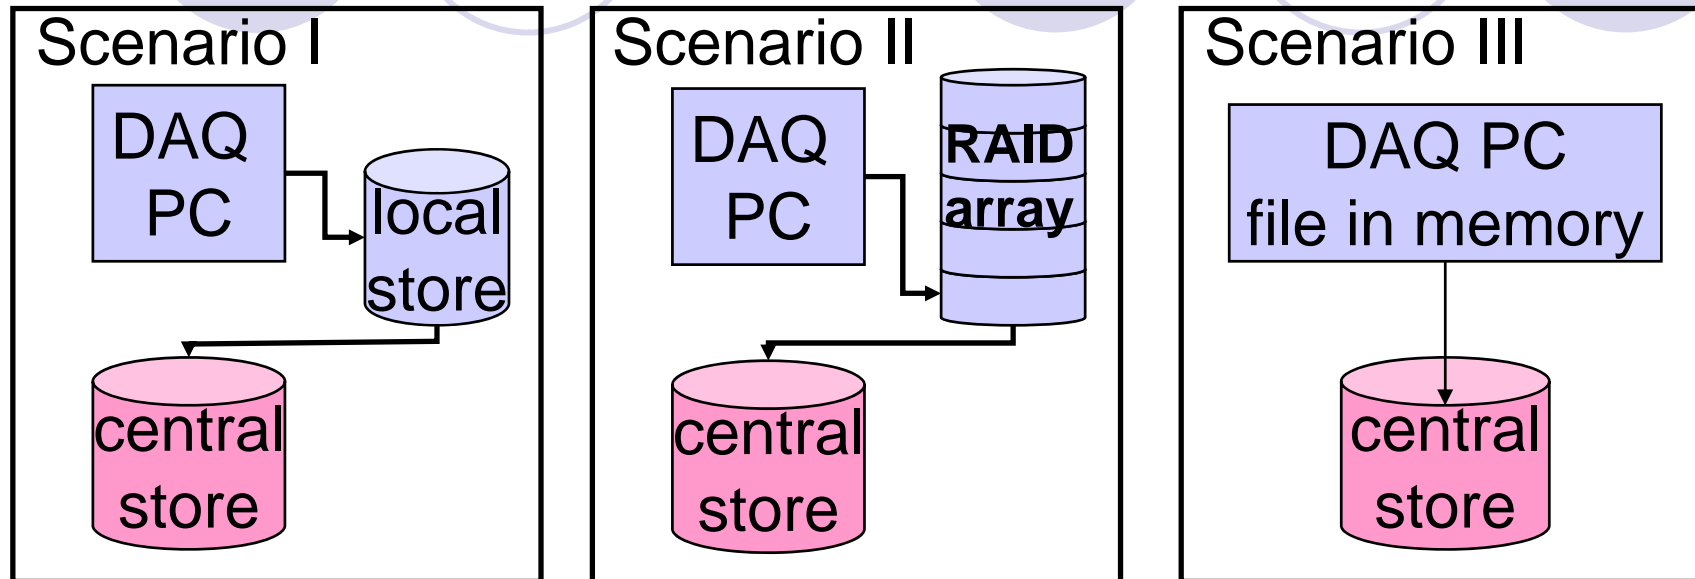 Scenario I
DAQ
PC
local
store
central
store
Scenario II
DAQ
PC
RAID
array
central
store
Scenario III
DAQ PC
file in memory
central
store